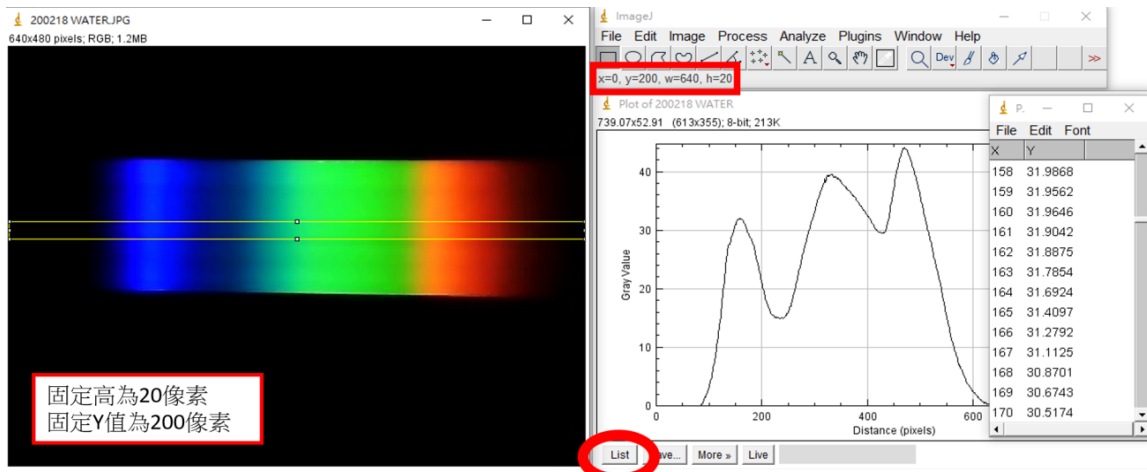 200218 WATER.JPG
640x480 pixels; RGB; 1.2MB
固定高為20像素
固定Y值為200像素
ImageJ
File Edit Image Process Analyze Plugins Window Help
A Dev >>
x=0, y=200, w=640, h=20
Plot of 200218 WATER
739.07x52.91 (613x355); 8-bit; 213K
40
30
20
10
0
Gray Value
0 200 400 600
Distance (pixels)
List ave... More » Live
P.
File Edit Font
X Y
158 31.9868
159 31.9562
160 31.9646
161 31.9042
162 31.8875
163 31.7854
164 31.6924
165 31.4097
166 31.2792
167 31.1125
168 30.8701
169 30.6743
170 30.5174